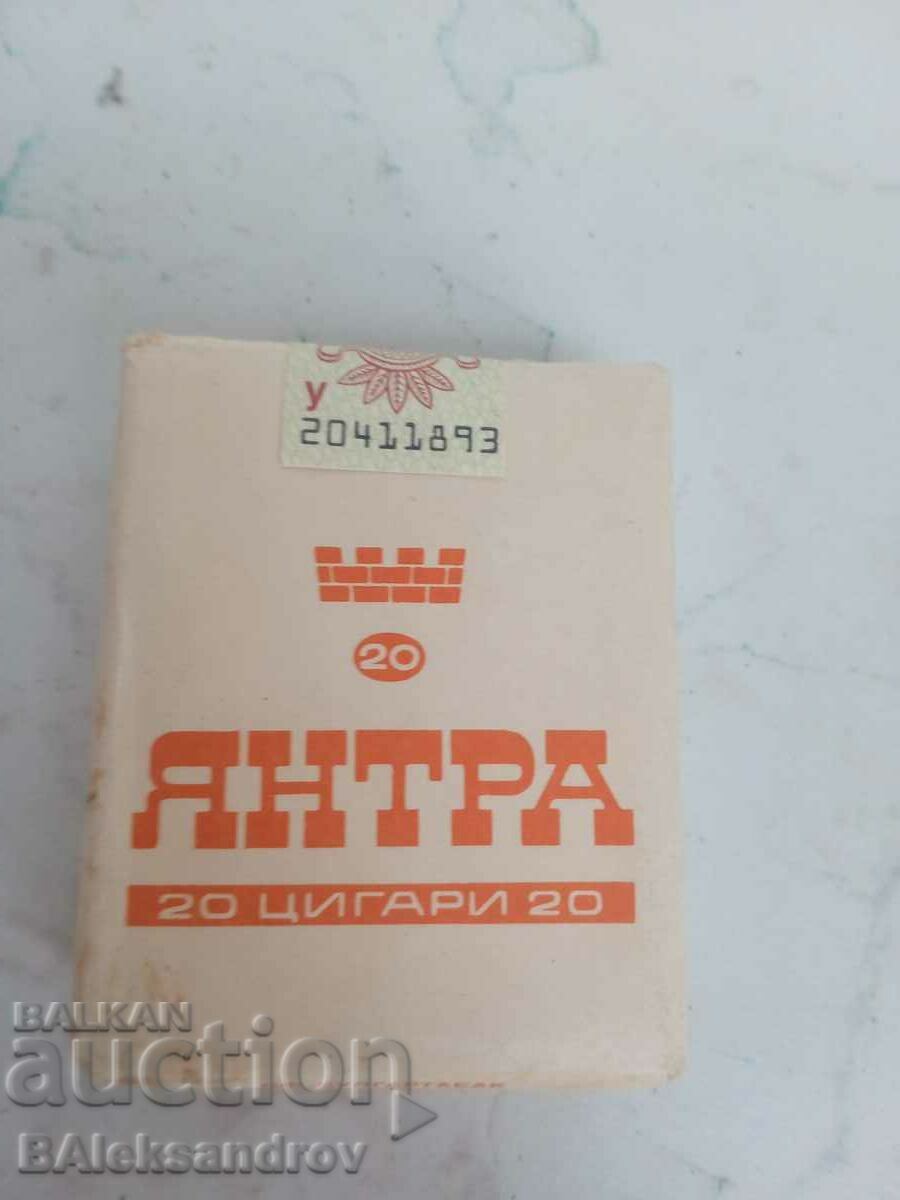 У
20411893
20
ЯНТРА
20 ЦИГАРИ 20
BALKAN
auction
BAleksandrov